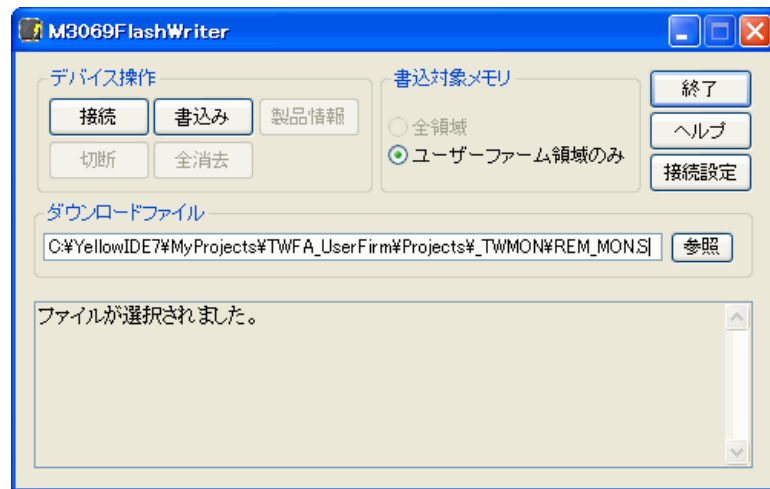 M3069FlashWriter
デバイス操作
接続 書込み 製品情報
切断 全消去
書込対象メモリ
全領域
ユーザーファーム領域のみ
終了
ヘルプ
接続設定
ダウンロードファイル
C:¥YellowIDE7¥MyProjects¥TWFA_UserFirm¥Projects¥_TWMON¥REM_MON.S 参照
ファイルが選択されました。